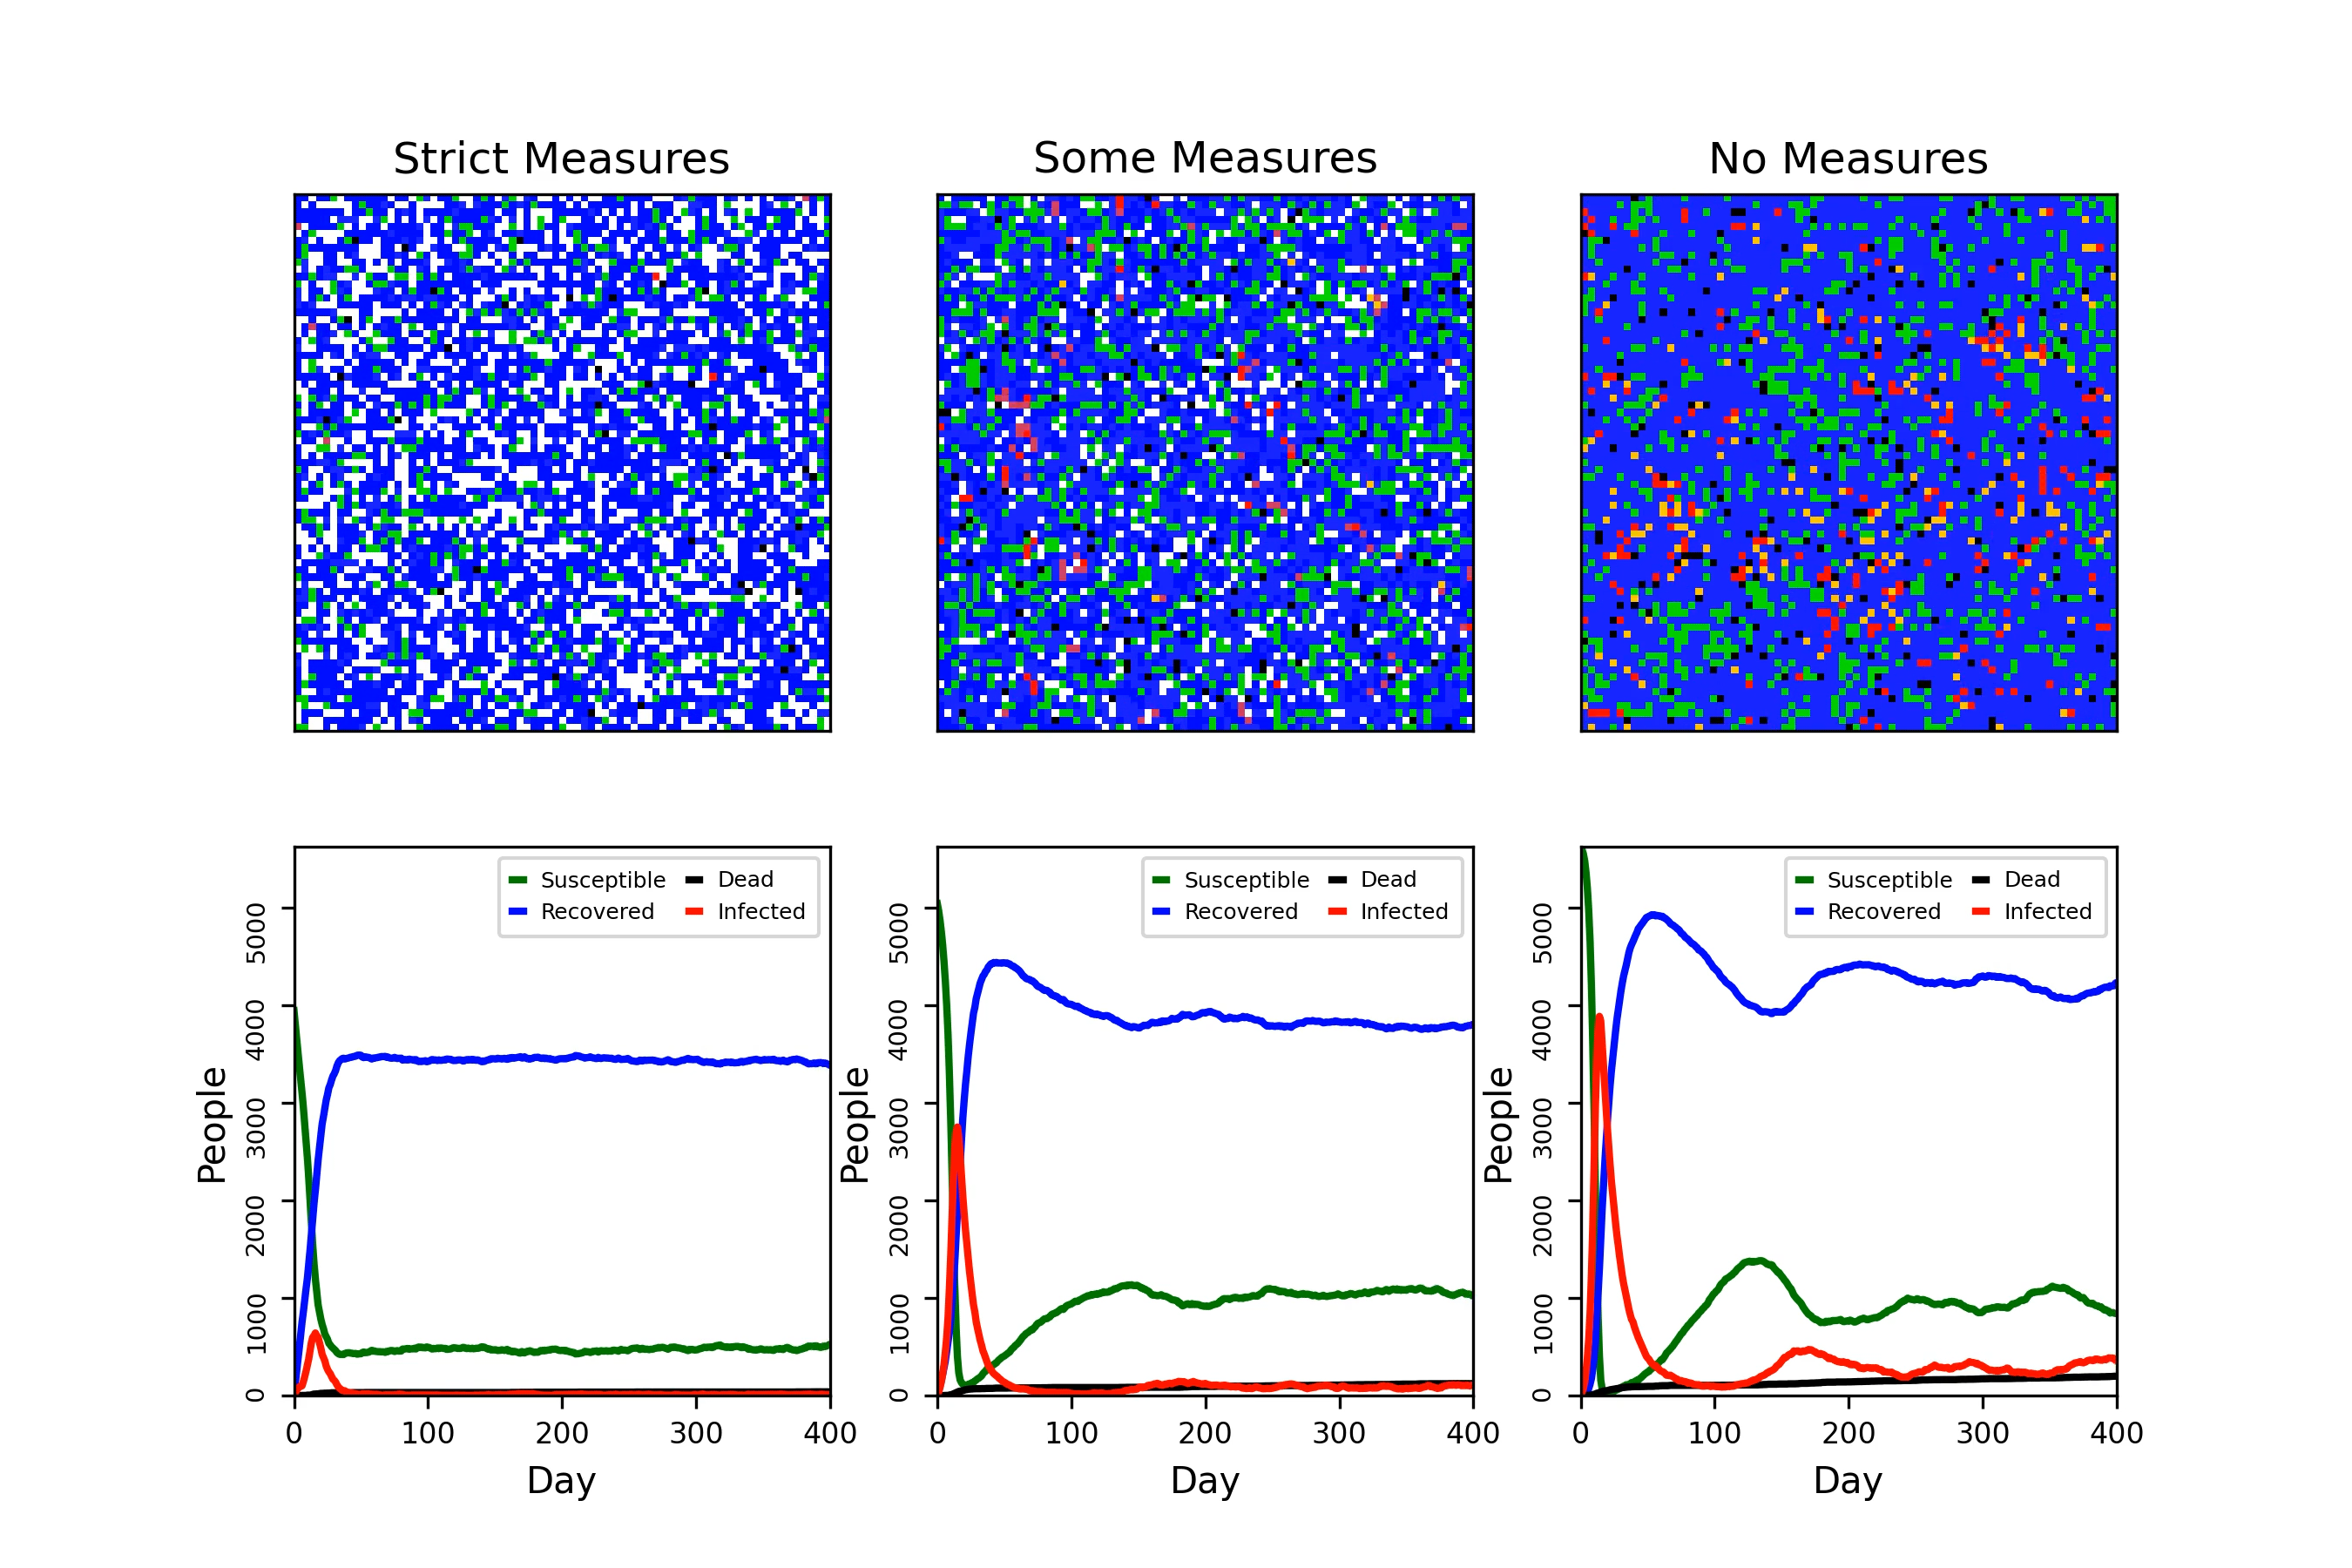 Strict Measures
Some Measures
No Measures
Susceptible Dead
Recovered Infected
Susceptible Dead
Recovered Infected
Susceptible Dead
Recovered Infected
People
5000
4000
3000
2000
1000
0
0 100 200 300 400
Day
People
5000
4000
3000
2000
1000
0
0 100 200 300 400
Day
People
5000
4000
3000
2000
1000
0
0 100 200 300 400
Day